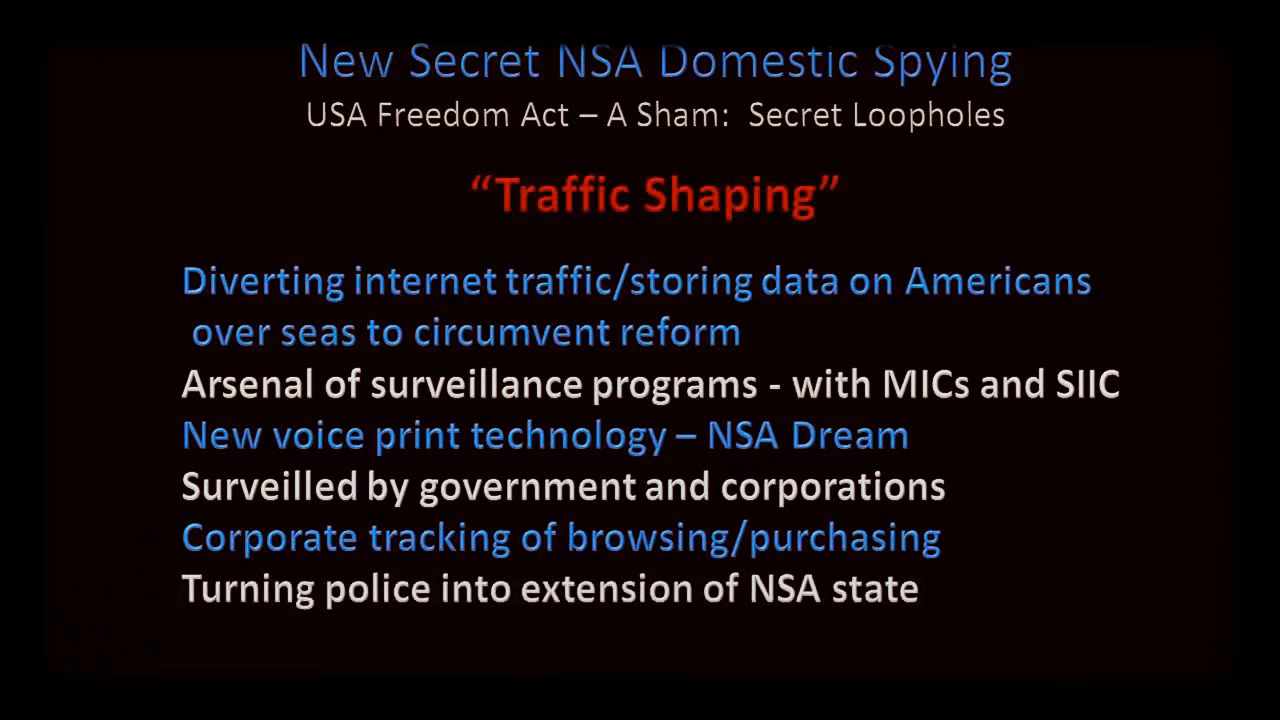 New Secret NSA Domestic Spying
USA Freedom Act – A Sham:  Secret Loopholes
“Traffic Shaping”
Diverting internet traffic/storing data on Americans
over seas to circumvent reform
Arsenal of surveillance programs - with MICs and SIIC
New voice print technology – NSA Dream
Surveilled by government and corporations
Corporate tracking of browsing/purchasing
Turning police into extension of NSA state